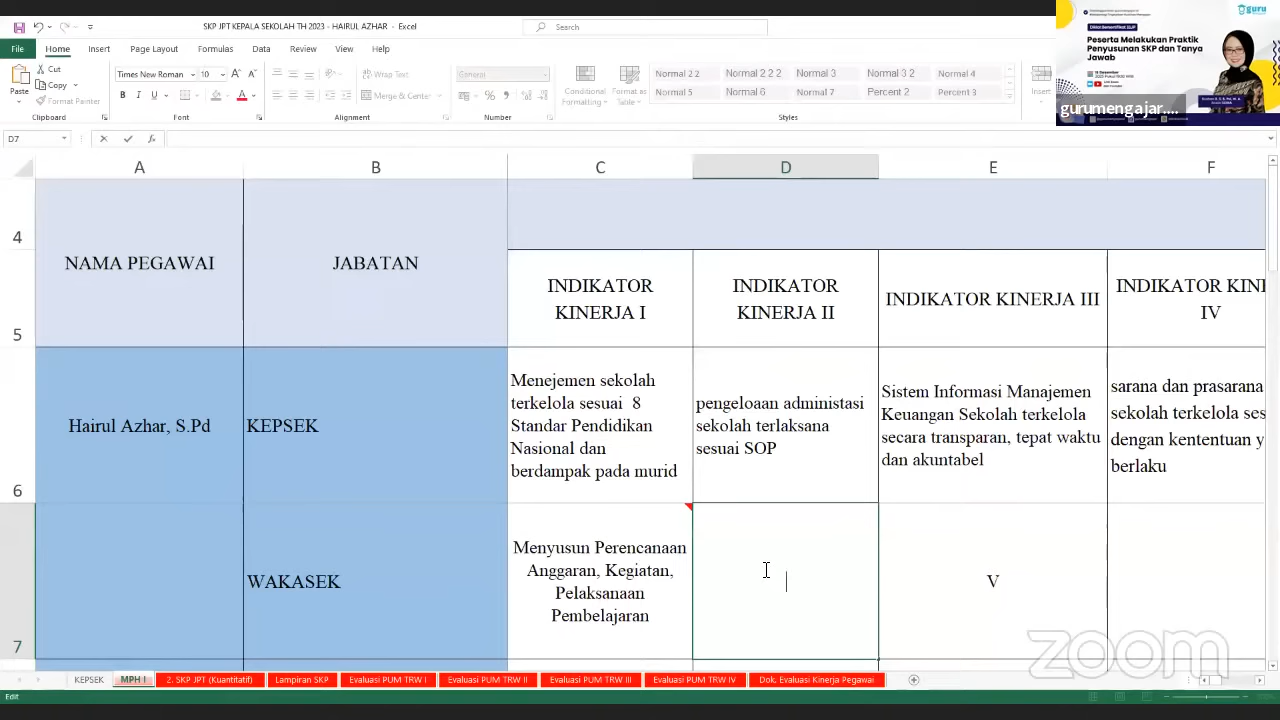 SKP JPT KEPALA SEKOLAH TH 2023 - HAIRUL AZHAR - Excel
Search
File Home Insert Page Layout Formulas Data Review View Help
Paste
Cut
Copy
Format Painter
Clipboard
Times New Roman 10
B I U
Font
Wrap Text
Merge & Center
Alignment
General
Number
Conditional Formatting
Format as Table
Normal 2 2 Normal 2 2 2 Normal 3 Normal 3 2 Normal 4
Normal 5 Normal 6 Normal 7 Percent 2 Percent 3
Styles
Insert
Peserta Melakukan Praktik
Penyusunan SKP dan Tanya
Jawab
guru
gurumengajar....
D7
A B C D E F
4
NAMA PEGAWAI JABATAN
5
INDIKATOR
KINERJA I
INDIKATOR
KINERJA II
INDIKATOR KINERJA III
INDIKATOR KIN
IV
6
Hairul Azhar, S.Pd
KEPSEK
Menejemen sekolah
terkelola sesuai 8
Standar Pendidikan
Nasional dan
berdampak pada murid
pengeloaan administasi
sekolah terlaksana
sesuai SOP
Sistem Informasi Manajemen
Keuangan Sekolah terkelola
secara transparan, tepat waktu
dan akuntabel
sarana dan prasarana
sekolah terkelola ses
dengan kententuan y
berlaku
7
WAKASEK
Menyusun Perencanaan
Anggaran, Kegiatan,
Pelaksanaan
Pembelajaran
V
zoom
KEPSEK MPH I 2. SKP JPT (Kuantitatif) Lampiran SKP Evaluasi PUM TRW I Evaluasi PUM TRW II Evaluasi PUM TRW III Evaluasi PUM TRW IV Dok. Evaluasi Kinerja Pegawai
Edit